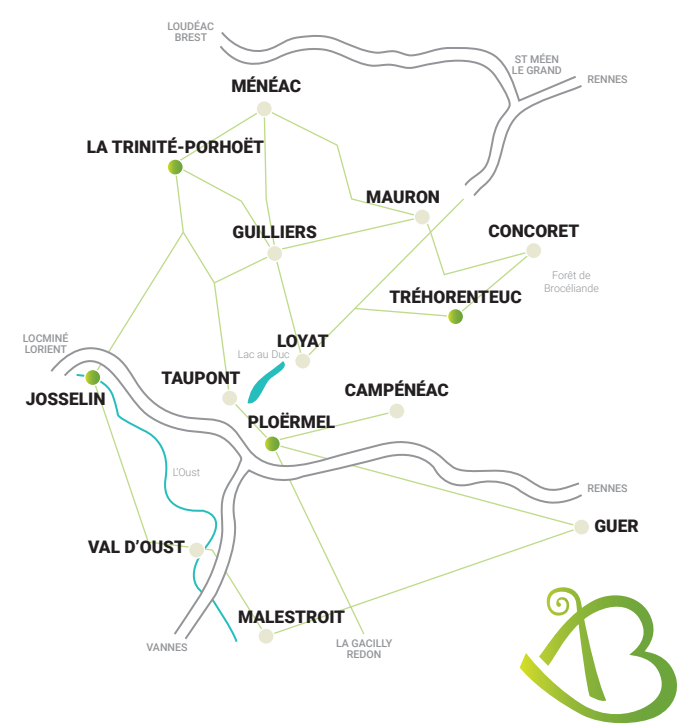 LOUDÉAC
BREST
ST MÉEN
LE GRAND
RENNES
MÉNÉAC
LA TRINITÉ-PORHOËT
MAURON
GUILLIERS
CONCORET
Forêt de
Brocéliande
TRÉHORENTEUC
LOCMINÉ
LORIENT
LOYAT
Lac au Duc
TAUPONT
CAMPÉNÉAC
JOSSELIN
PLOËRMEL
L'Oust
RENNES
GUER
VAL D'OUST
MALESTROIT
VANNES
LA GACILLY
REDON